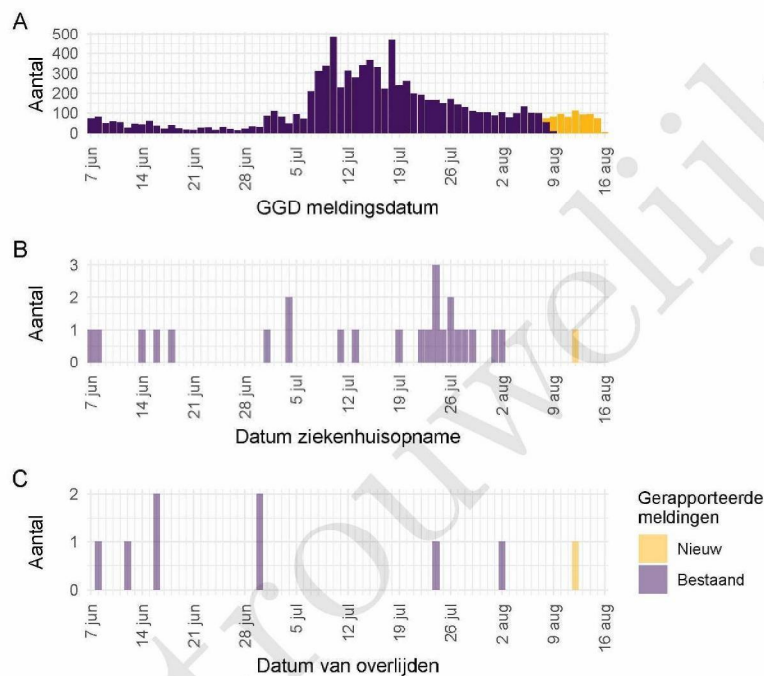 A
Aantal
500
400
300
200
100
0
7 jun
14 jun
21 jun
28 jun
5 jul
12 jul
19 jul
26 jul
2 aug
9 aug
16 aug
GGD meldingsdatum
B
Aantal
3
2
1
0
7 jun
14 jun
21 jun
28 jun
5 jul
12 jul
19 jul
26 jul
2 aug
9 aug
16 aug
Datum ziekenhuisopname
C
Aantal
2
1
0
7 jun
14 jun
21 jun
28 jun
5 jul
12 jul
19 jul
26 jul
2 aug
9 aug
16 aug
Datum van overlijden
Gerapporteerde
meldingen
Nieuw
Bestaand
trouwelijk